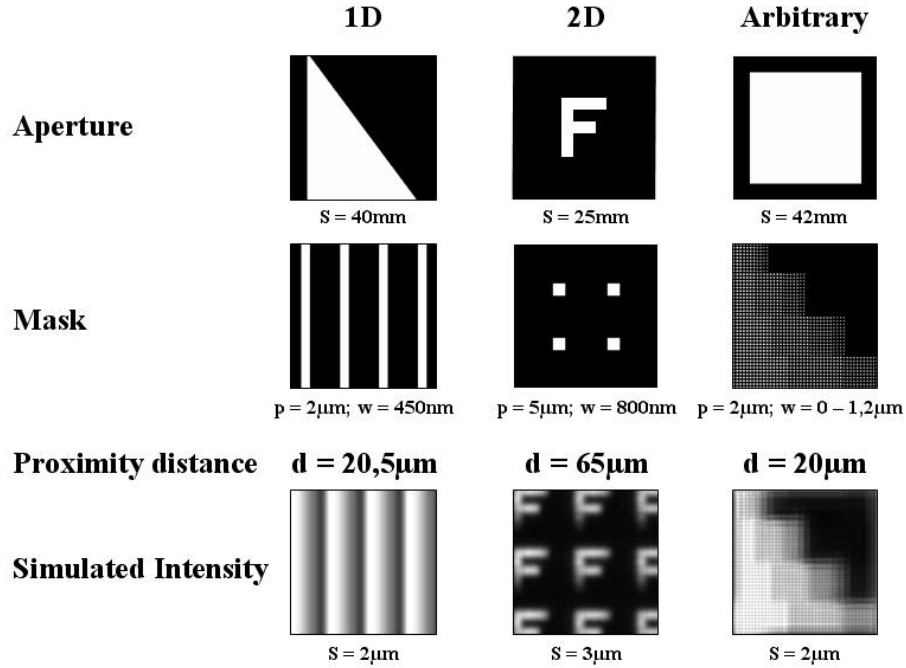 1D 2D Arbitrary
Aperture
S = 40mm S = 25mm S = 42mm
Mask
p = 2μm; w = 450nm p = 5μm; w = 800nm p = 2μm; w = 0 – 1,2μm
Proximity distance d = 20,5μm d = 65μm d = 20μm
Simulated Intensity
S = 2μm S = 3μm S = 2μm